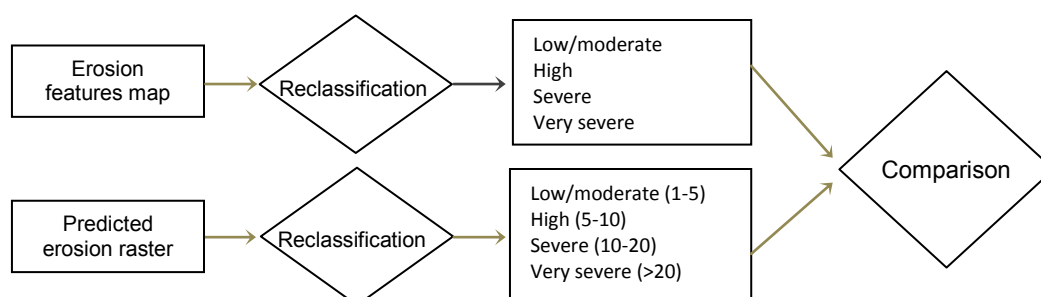 Erosion
features map
Reclassification
Low/moderate
High
Severe
Very severe
Predicted
erosion raster
Reclassification
Low/moderate (1-5)
High (5-10)
Severe (10-20)
Very severe (>20)
Comparison